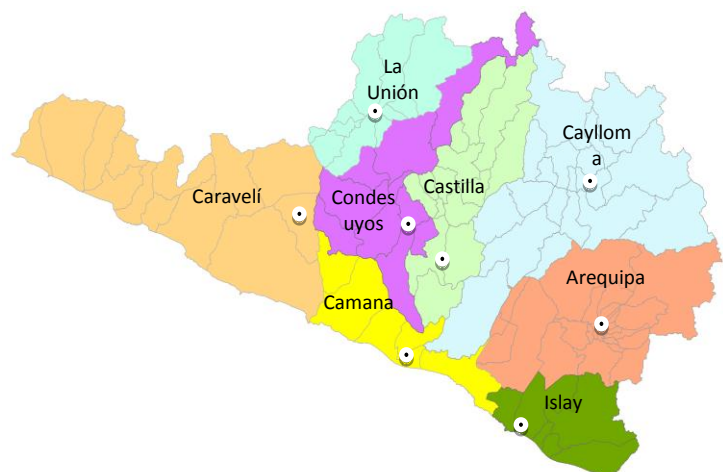 La
Unión
Caylloma
a
Condes
uyos
Castilla
Caravelí
Camana
Arequipa
Islay